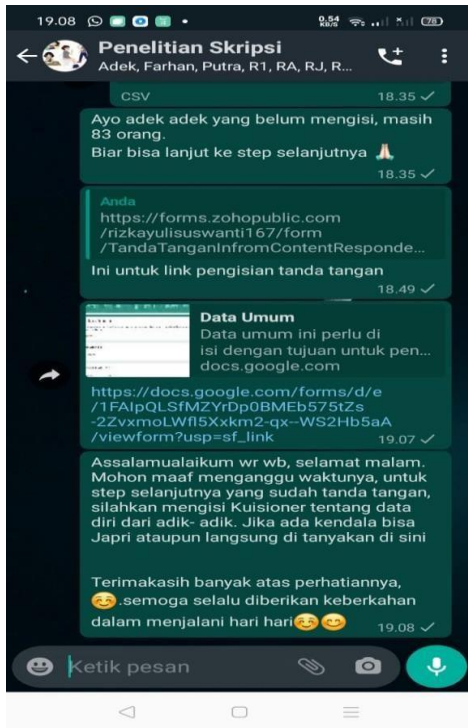 19.08
0.54
KB/S
78
Penelitian Skripsi
Adek, Farhan, Putra, R1, RA, RJ, R...
CSV
18.35
Ayo adek adek yang belum mengisi, masih
83 orang.
Biar bisa lanjut ke step selanjutnya
18.35
Anda
https://forms.zohopublic.com
/rizkayulisuswanti167/form
/TandaTanganInfromContentResponde...
Ini untuk link pengisian tanda tangan
18.49
Data Umum
Data umum ini perlu di
isi dengan tujuan untuk pen...
docs.google.com
https://docs.google.com/forms/d/e
/1FAIpQLSfMZYrDp0BMEb575tZs
-2ZvxmoLWfl5Xxkm2-qx--WS2Hb5aA
/viewform?usp=sf_link
19.07
Assalamualaikum wr wb, selamat malam.
Mohon maaf menganggu waktunya, untuk
step selanjutnya yang sudah tanda tangan,
silahkan mengisi Kuisioner tentang data
diri dari adik- adik. Jika ada kendala bisa
Japri ataupun langsung di tanyakan di sini
Terimakasih banyak atas perhatiannya,
.semoga selalu diberikan keberkahan
dalam menjalani hari hari
19.08
Ketik pesan